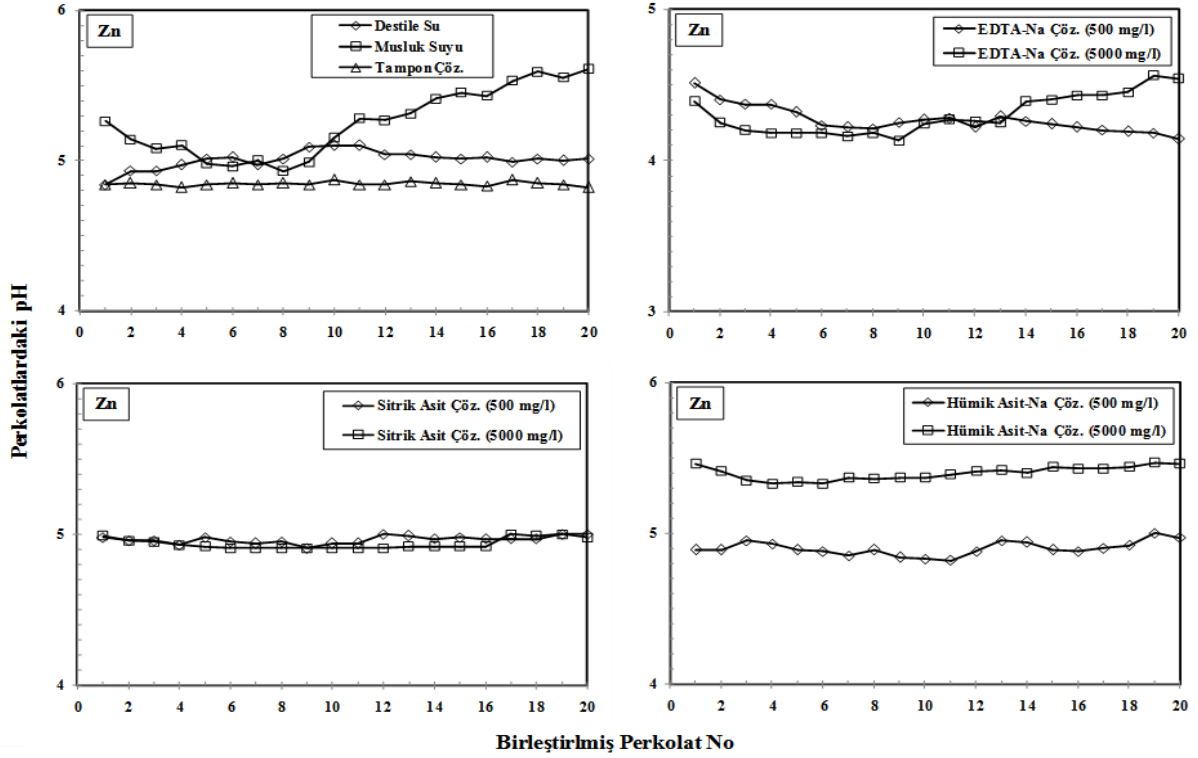 Perkolatlardaki pH
Zn
Destile Su
Musluk Suyu
Tampon Çöz.
6
5
4
0 2 4 6 8 10 12 14 16 18 20
Zn
EDTA-Na Çöz. (500 mg/l)
EDTA-Na Çöz. (5000 mg/l)
5
4
3
0 2 4 6 8 10 12 14 16 18 20
Zn
Sitrik Asit Çöz. (500 mg/l)
Sitrik Asit Çöz. (5000 mg/l)
6
5
4
0 2 4 6 8 10 12 14 16 18 20
Zn
Hümik Asit-Na Çöz. (500 mg/l)
Hümik Asit-Na Çöz. (5000 mg/l)
6
5
4
0 2 4 6 8 10 12 14 16 18 20
Birleştirlmiş Perkolat No